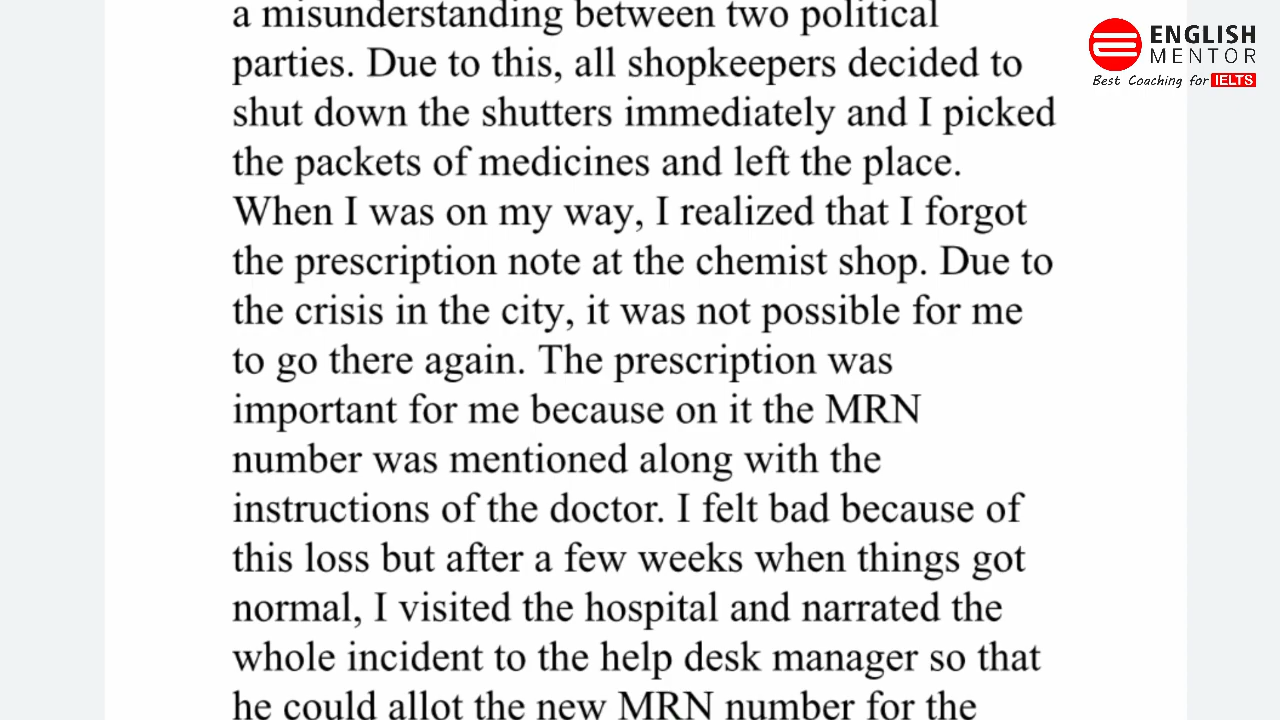 a misunderstanding between two political
parties. Due to this, all shopkeepers decided to
shut down the shutters immediately and I picked
the packets of medicines and left the place.
When I was on my way, I realized that I forgot
the prescription note at the chemist shop. Due to
the crisis in the city, it was not possible for me
to go there again. The prescription was
important for me because on it the MRN
number was mentioned along with the
instructions of the doctor. I felt bad because of
this loss but after a few weeks when things got
normal, I visited the hospital and narrated the
whole incident to the help desk manager so that
he could allot the new MRN number for the
ENGLISH
MENTOR
Best Coaching for IELTS